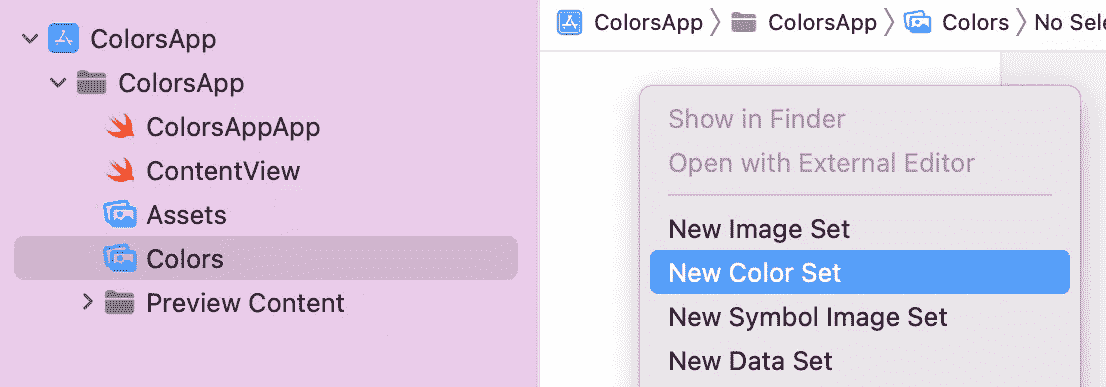 ColorsApp
ColorsApp
ColorsAppApp
ContentView
Assets
Colors
Preview Content
ColorsApp ColorsApp Colors No Sele
Show in Finder
Open with External Editor
New Image Set
New Color Set
New Symbol Image Set
New Data Set